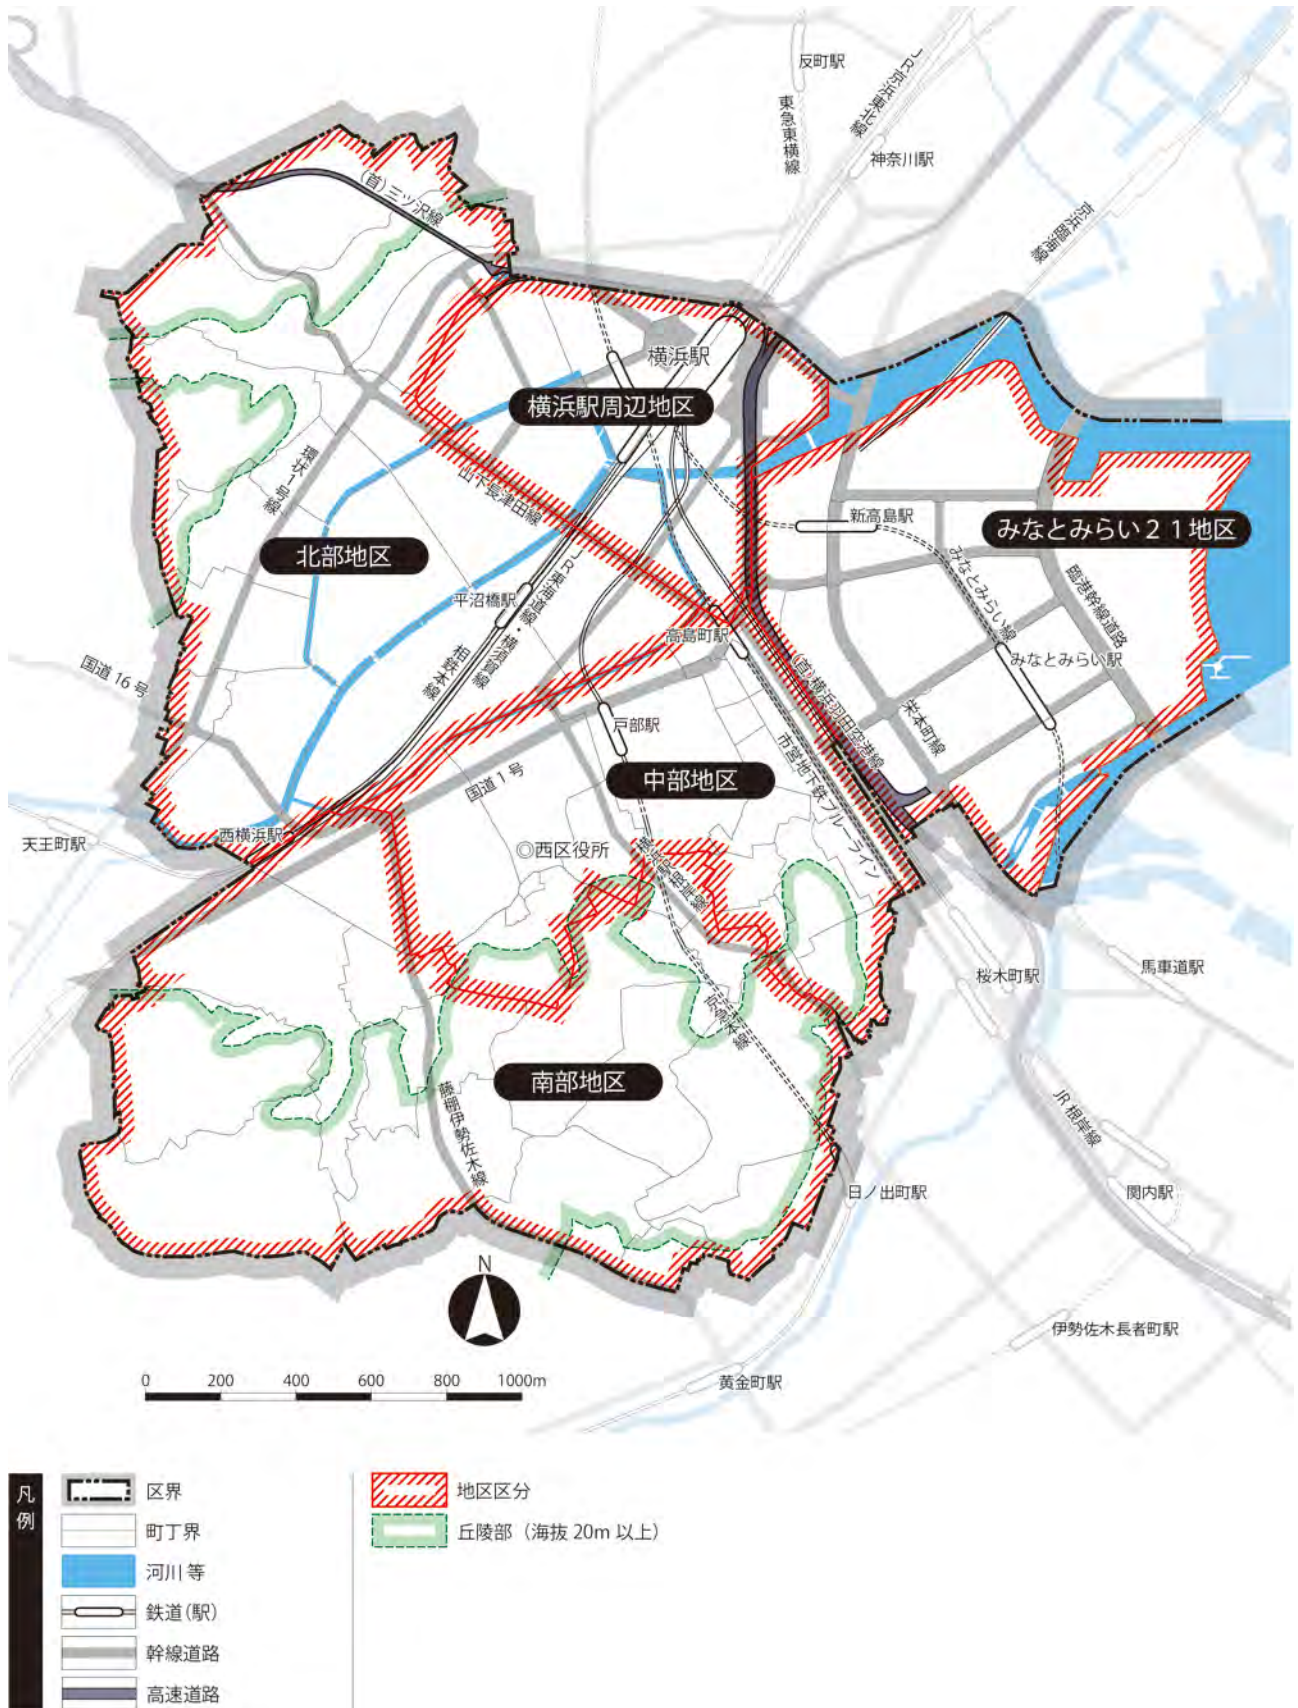 反町駅
JR京浜東北線
東急東横線
神奈川駅
京浜臨海線
(首)三ツ沢線
横浜駅
横浜駅周辺地区
環状1号線
山下長津田線
新高島駅
みなとみらい21地区
北部地区
みなとみらい線
臨港幹線道路
平沼橋駅
JR東海道線・横須賀線
高島町駅
みなとみらい駅
相鉄本線
国道16号
(首)横浜羽田空港線
栄本町線
戸部駅
市営地下鉄ブルーライン
中部地区
国道1号
天王町駅
西横浜駅
◎西区役所
桜木町駅
馬車道駅
京急本線
南部地区
藤棚伊勢佐木線
JR根岸線
日ノ出町駅
関内駅
N
伊勢佐木長者町駅
黄金町駅
0 200 400 600 800 1000m
凡例
区界
町丁界
河川等
鉄道(駅)
幹線道路
高速道路
地区区分
丘陵部（海抜20m以上）